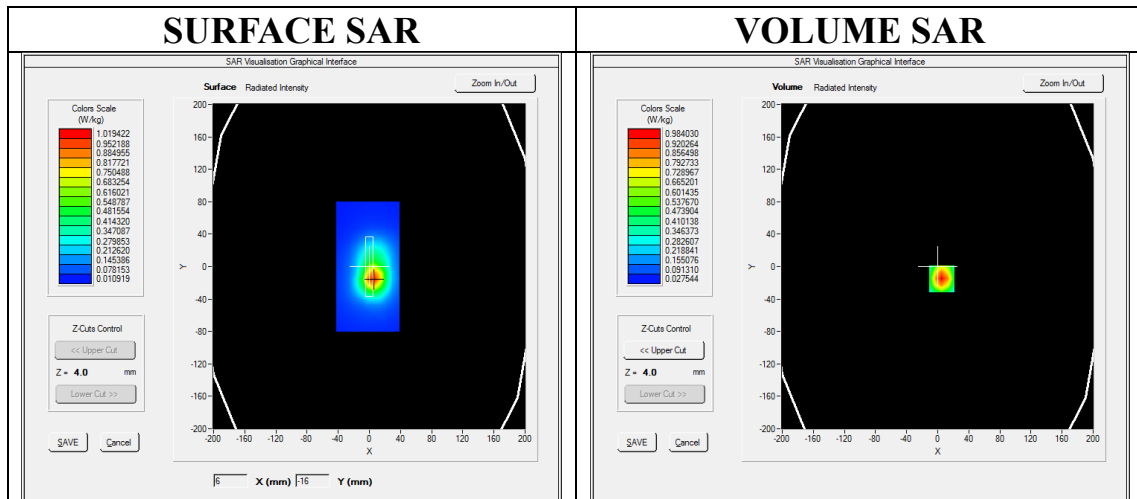 SURFACE SAR
SAR Visualisation Graphical Interface
Surface Radiated Intensity
Zoom In/Out
Colors Scale
(W/kg)
1.019422
0.952188
0.884955
0.817721
0.750488
0.683254
0.616021
0.548787
0.481554
0.414320
0.347087
0.279853
0.212620
0.145386
0.078153
0.010919
Z-Cuts Control
<< Upper Cut
Z = 4.0 mm
Lower Cut >>
SAVE Cancel
200
160
120
80
40
0
-40
-80
-120
-160
-200
Y
-200 -160 -120 -80 -40 0 40 80 120 160 200
X
6 X (mm) -16 Y (mm)
VOLUME SAR
SAR Visualisation Graphical Interface
Volume Radiated Intensity
Zoom In/Out
Colors Scale
(W/kg)
0.984030
0.920264
0.856498
0.792733
0.728967
0.665201
0.601435
0.537670
0.473904
0.410138
0.346373
0.282607
0.218841
0.155076
0.091310
0.027544
Z-Cuts Control
<< Upper Cut
Z = 4.0 mm
Lower Cut >>
SAVE Cancel
200
160
120
80
40
0
-40
-80
-120
-160
-200
Y
-200 -160 -120 -80 -40 0 40 80 120 160 200
X